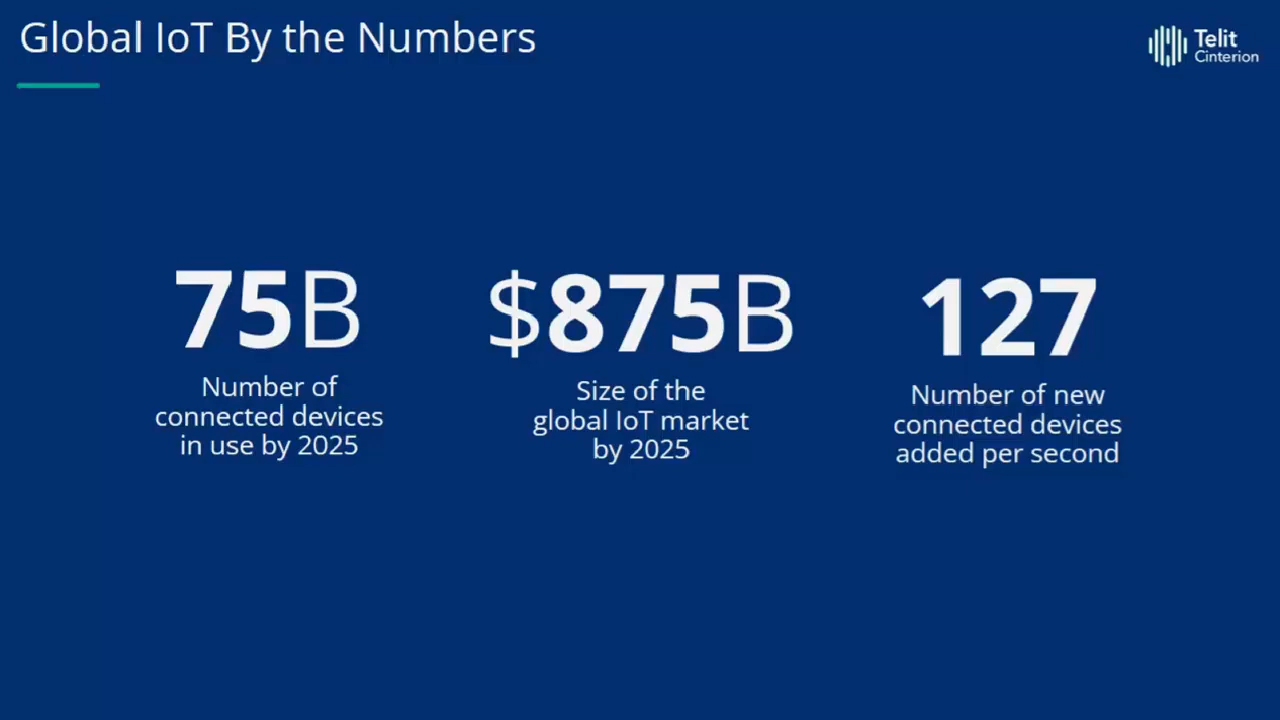 Global IoT By the Numbers
Telit
Cinterion
75B
Number of
connected devices
in use by 2025
$875B
Size of the
global IoT market
by 2025
127
Number of new
connected devices
added per second